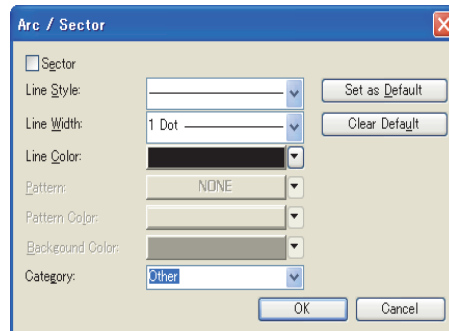 Arc / Sector
Sector
Line Style:
Set as Default
Line Width:
1 Dot
Clear Default
Line Color:
Pattern:
NONE
Pattern Color:
Backgound Color:
Category:
Other
OK
Cancel